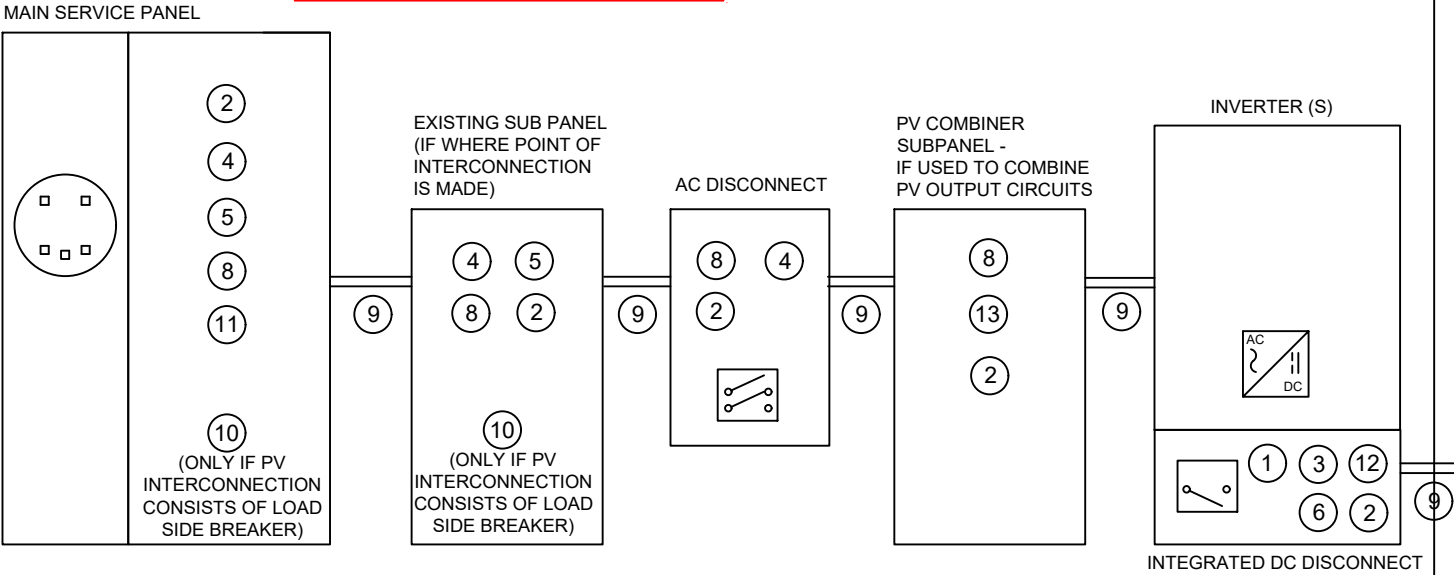 MAIN SERVICE PANEL
2
4
5
8
11
10
(ONLY IF PV
INTERCONNECTION
CONSISTS OF LOAD
SIDE BREAKER)
9
EXISTING SUB PANEL
(IF WHERE POINT OF
INTERCONNECTION
IS MADE)
4 5
8 2
10
(ONLY IF PV
INTERCONNECTION
CONSISTS OF LOAD
SIDE BREAKER)
9
AC DISCONNECT
8 4
2
9
PV COMBINER
SUBPANEL -
IF USED TO COMBINE
PV OUTPUT CIRCUITS
8
13
2
9
INVERTER (S)
AC
DC
1 3 12
6 2
9
INTEGRATED DC DISCONNECT